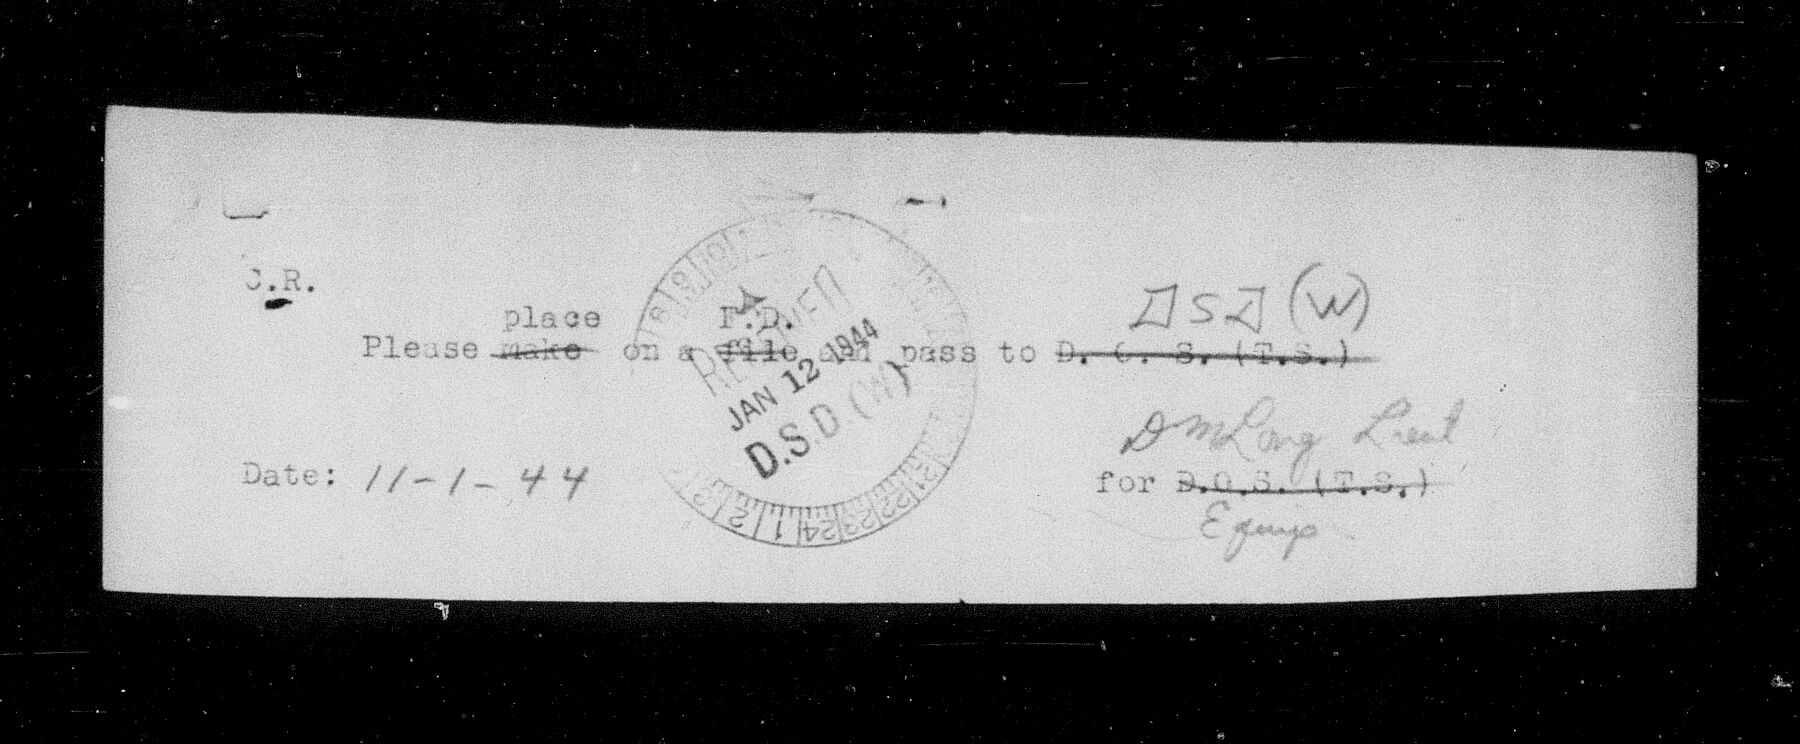 C.R.
place F.D. DSD (W)
Please make on a file and pass to D. O. S. (T.S.)
RECEIVED
JAN 12 1944
D.S.D. (W)
DM Long Lieut
Date: 11-1-44 for D.O.S. (T.S.)
Equip